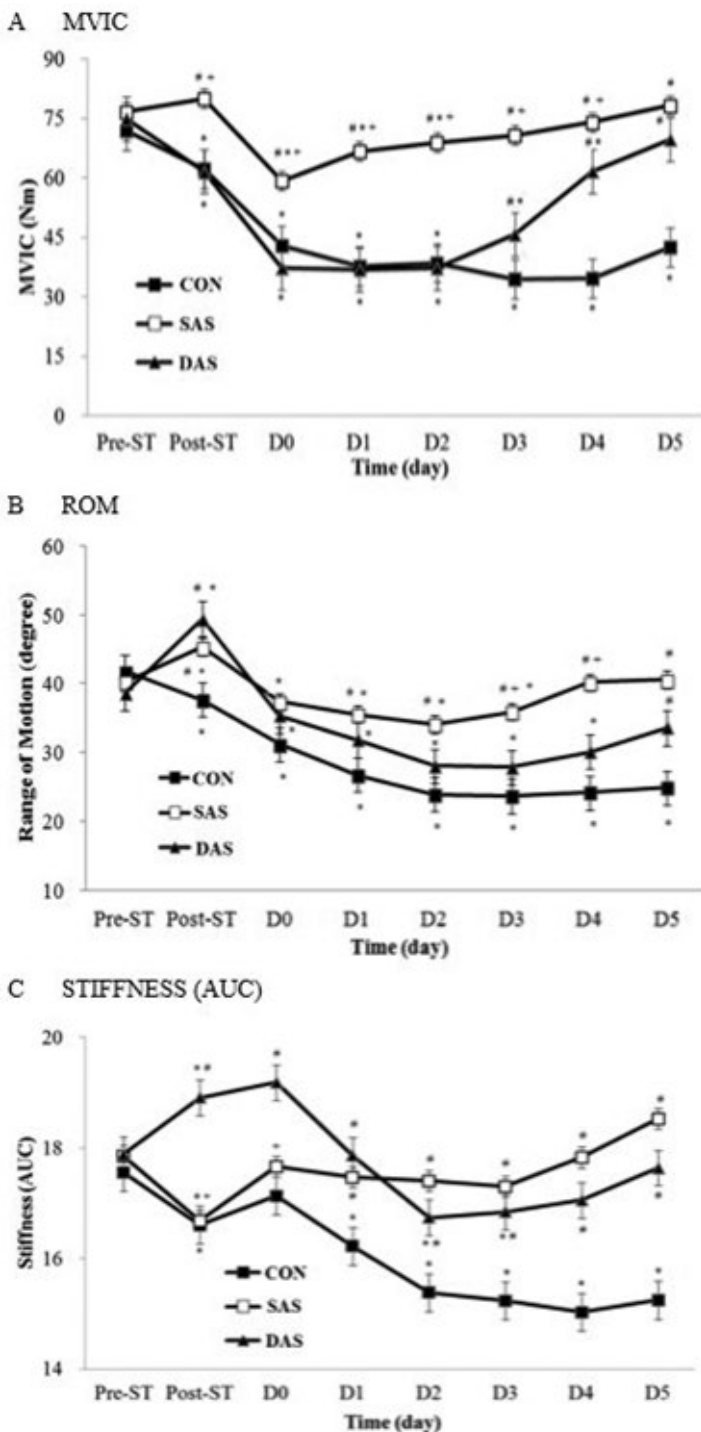 A MVIC
90
75
60
45
30
15
0
MVIC (Nm)
CON
SAS
DAS
Pre-ST Post-ST D0 D1 D2 D3 D4 D5
Time (day)
B ROM
60
50
40
30
20
10
Range of Motion (degree)
CON
SAS
DAS
Pre-ST Post-ST D0 D1 D2 D3 D4 D5
Time (day)
C STIFFNESS (AUC)
20
18
16
14
Stiffness (AUC)
CON
SAS
DAS
Pre-ST Post-ST D0 D1 D2 D3 D4 D5
Time (day)